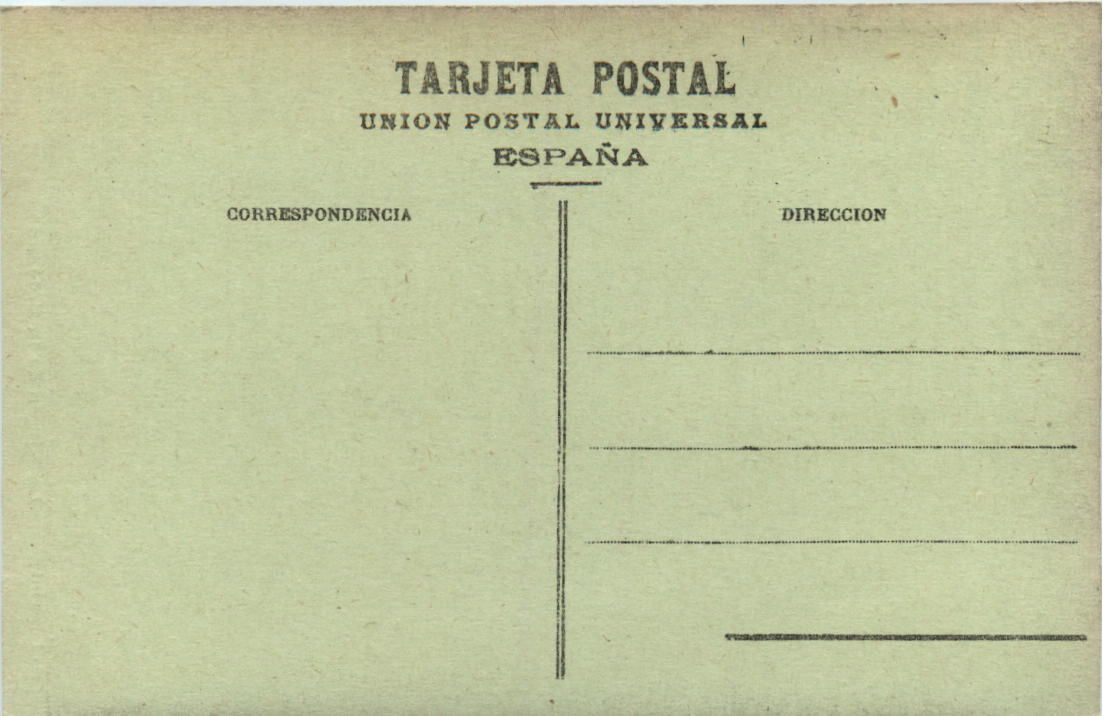 TARJETA POSTAL
UNION POSTAL UNIVERSAL
ESPAÑA
CORRESPONDENCIA
DIRECCION